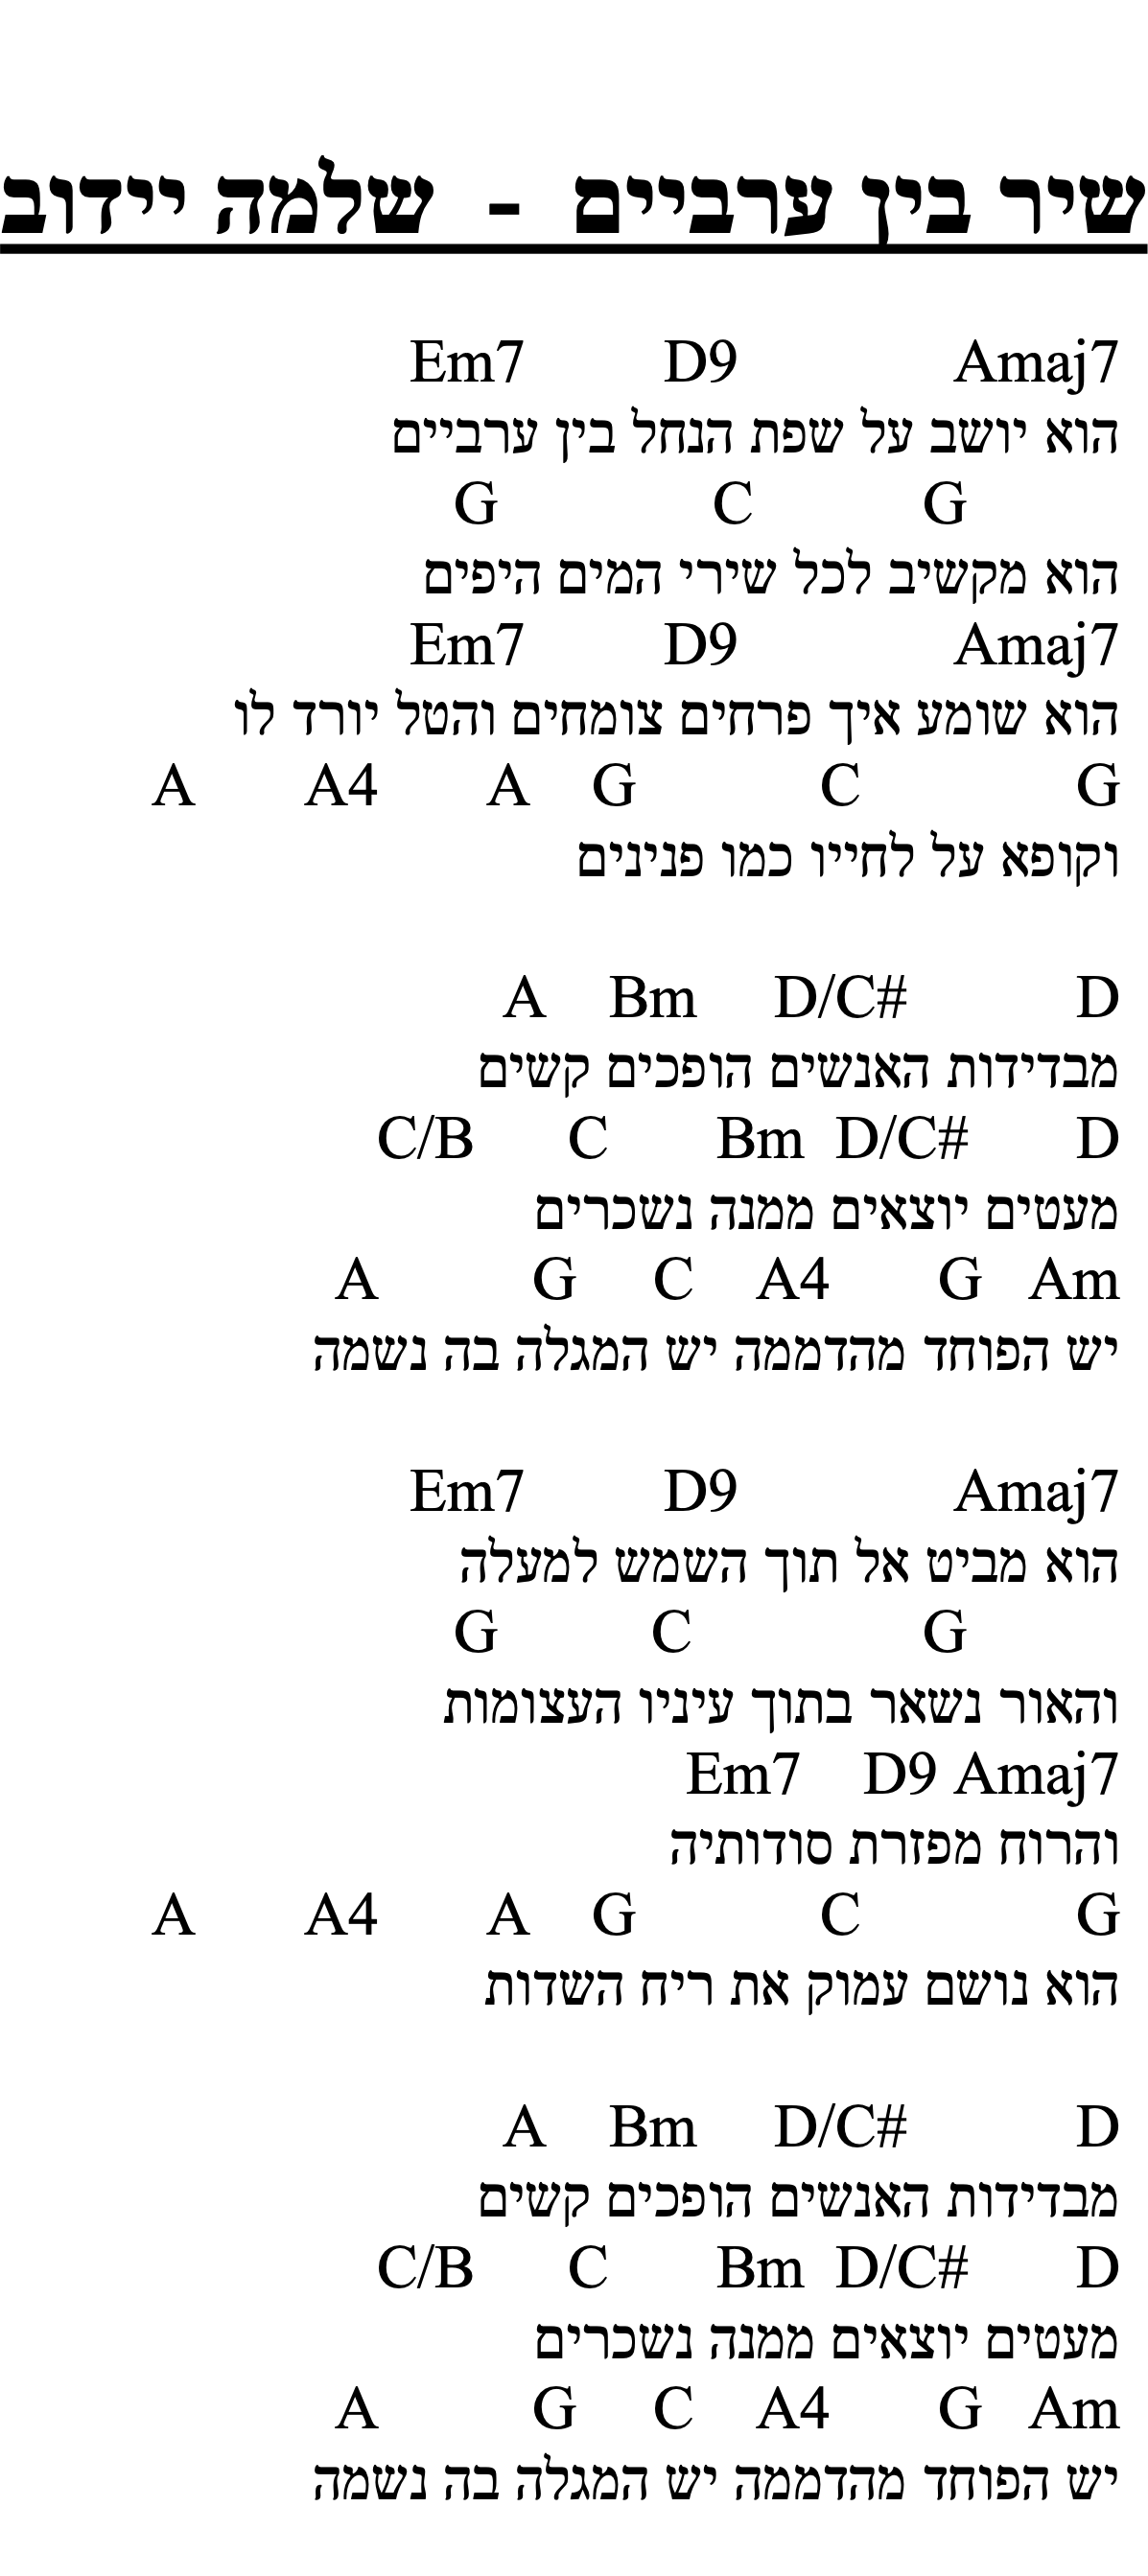 שיר בין ערביים - שלמה יידוב
Em7 D9 Amaj7
הוא יושב על שפת הנחל בין ערביים
G C G
הוא מקשיב לכל שירי המים היפים
Em7 D9 Amaj7
הוא שומע איך פרחים צומחים והטל יורד לו
A A4 A G C G
וקופא על לחייו כמו פנינים
A Bm D/C# D
מבדידות האנשים הופכים קשים
C/B C Bm D/C# D
מעטים יוצאים ממנה נשכרים
A G C A4 G Am
יש הפוחד מהדממה יש המגלה בה נשמה
Em7 D9 Amaj7
הוא מביט אל תוך השמש למעלה
G C G
והאור נשאר בתוך עיניו העצומות
Em7 D9 Amaj7
והרוח מפזרת סודותיה
A A4 A G C G
הוא נושם עמוק את ריח השדות
A Bm D/C# D
מבדידות האנשים הופכים קשים
C/B C Bm D/C# D
מעטים יוצאים ממנה נשכרים
A G C A4 G Am
יש הפוחד מהדממה יש המגלה בה נשמה